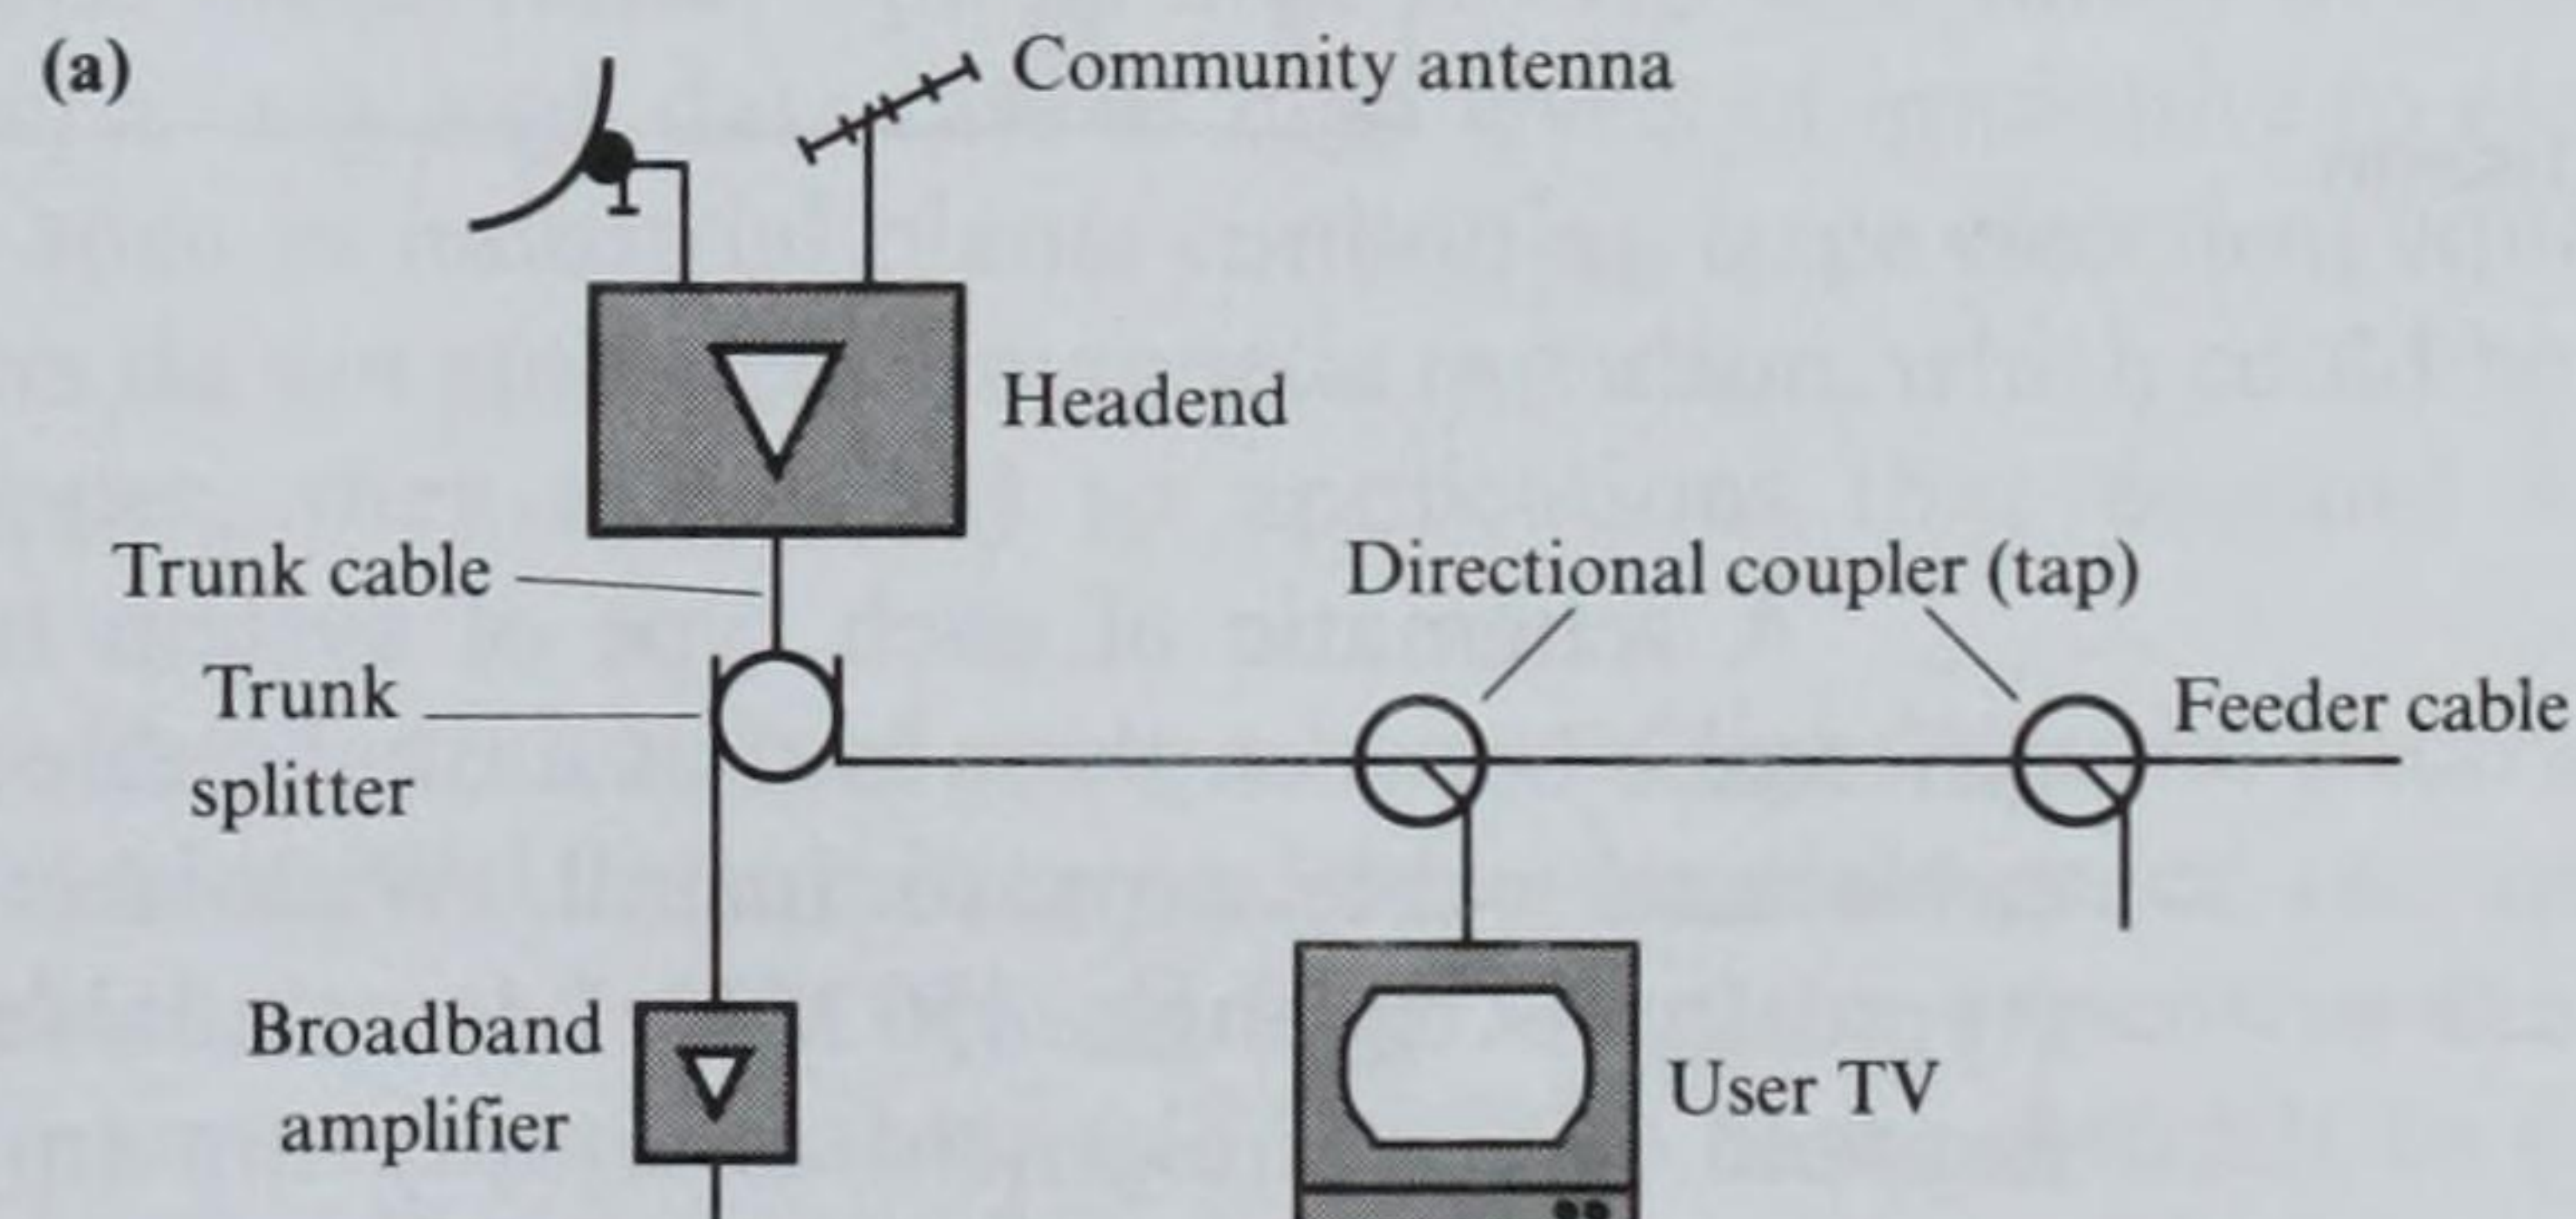 (a)
Community antenna
Headend
Trunk cable
Directional coupler (tap)
Trunk
splitter
Feeder cable
Broadband
amplifier
User TV